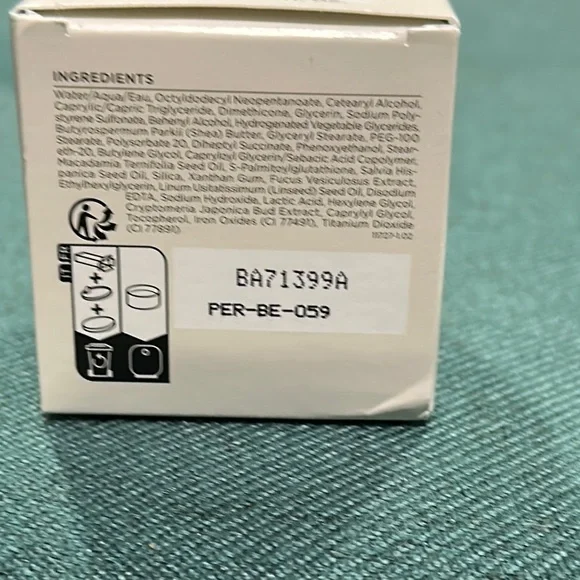 INGREDIENTS
Water/Aqua/Eau, Octyldodecyl Neopentanoate, Cetearyl Alcohol,
Caprylic/Capric Triglyceride, Dimethicone, Glycerin, Sodium Poly-
styrene Sulfonate, Behenyl Alcohol, Hydrogenated Vegetable Glycerides,
Butyrospermum Parkii (Shea) Butter, Glyceryl Stearate, PEG-100
Stearate, Polysorbate 20, Diheptyl Succinate, Phenoxyethanol, Stear-
eth-20, Butylene Glycol, Capryloyl Glycerin/Sebacic Acid Copolymer,
Macadamia Ternifolia Seed Oil, S-Palmitoylglutathione, Salvia His-
panica Seed Oil, Silica, Xanthan Gum, Fucus Vesiculosus Extract,
Ethylhexylglycerin, Linum Usitatissimum (Linseed) Seed Oil, Disodium
EDTA, Sodium Hydroxide, Lactic Acid, Hexylene Glycol,
Cryptomeria Japonica Bud Extract, Caprylyl Glycol,
Tocopherol, Iron Oxides (CI 77491), Titanium Dioxide
(CI 77891)
BA71399A
PER-BE-059